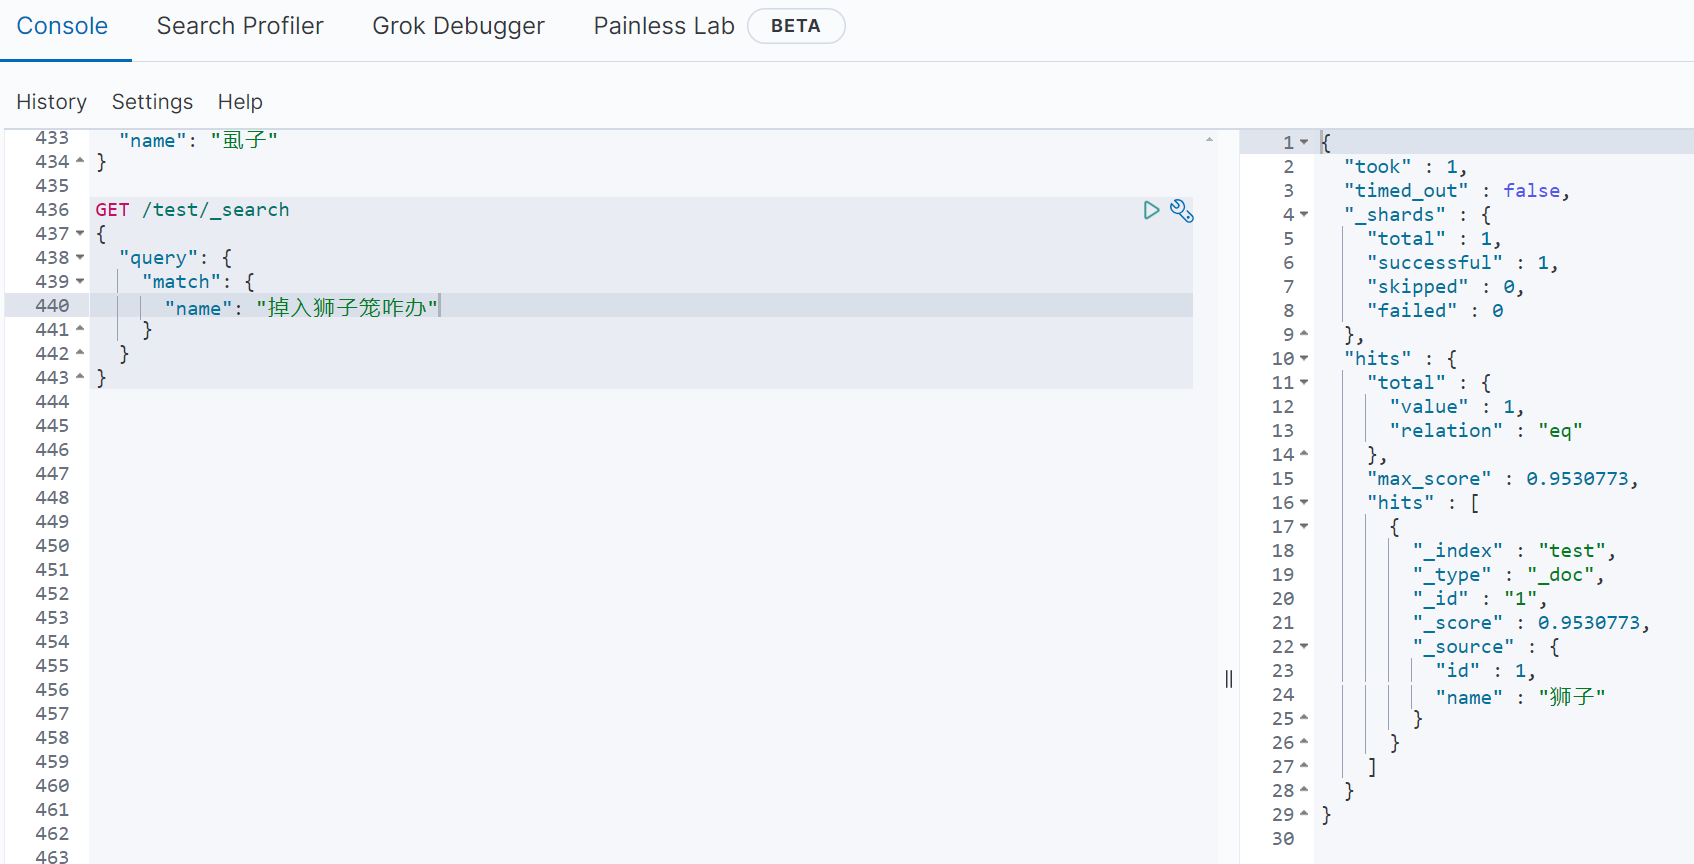 Console Search Profiler Grok Debugger Painless Lab BETA
History Settings Help
433 "name": "虱子"
434 }
435
436 GET /test/_search
437 {
438 "query": {
439 "match": {
440 "name": "掉入狮子笼咋办"
441 }
442 }
443 }
444
445
446
447
448
449
450
451
452
453
454
455
456
457
458
459
460
461
462
463
1 {
2 "took" : 1,
3 "timed_out" : false,
4 "_shards" : {
5 "total" : 1,
6 "successful" : 1,
7 "skipped" : 0,
8 "failed" : 0
9 },
10 "hits" : {
11 "total" : {
12 "value" : 1,
13 "relation" : "eq"
14 },
15 "max_score" : 0.9530773,
16 "hits" : [
17 {
18 "_index" : "test",
19 "_type" : "_doc",
20 "_id" : "1",
21 "_score" : 0.9530773,
22 "_source" : {
23 "id" : 1,
24 "name" : "狮子"
25 }
26 }
27 ]
28 }
29 }
30